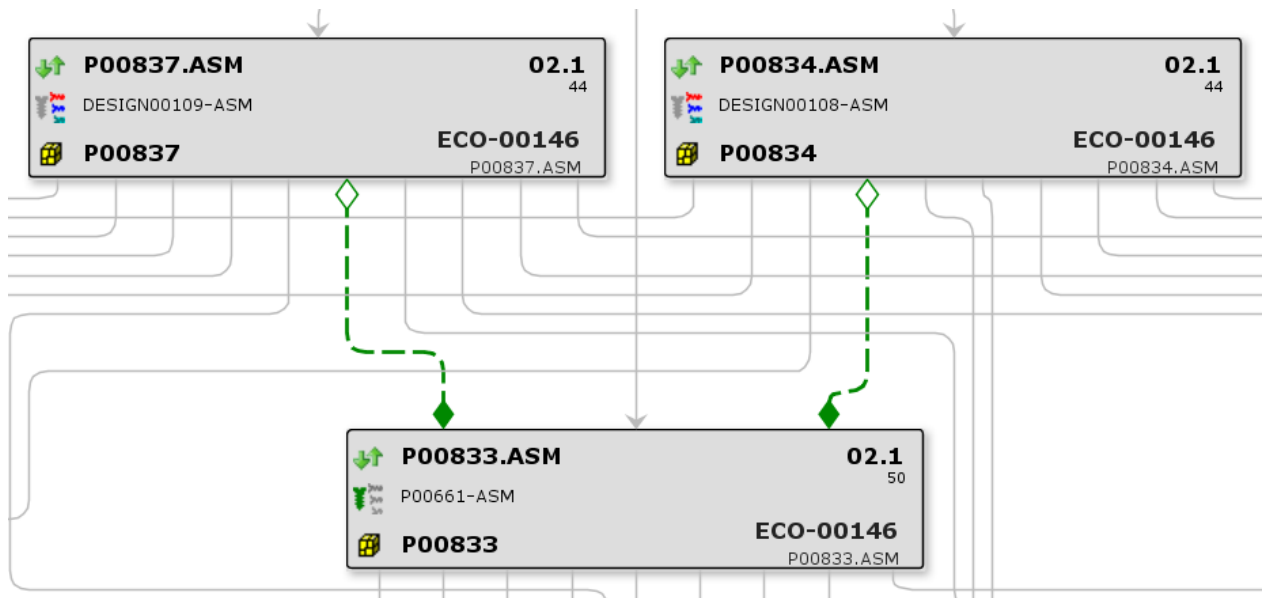 P00837.ASM 02.1
44
DESIGN00109-ASM
ECO-00146
P00837
P00837.ASM
P00834.ASM 02.1
44
DESIGN00108-ASM
ECO-00146
P00834
P00834.ASM
P00833.ASM 02.1
50
P00661-ASM
ECO-00146
P00833
P00833.ASM